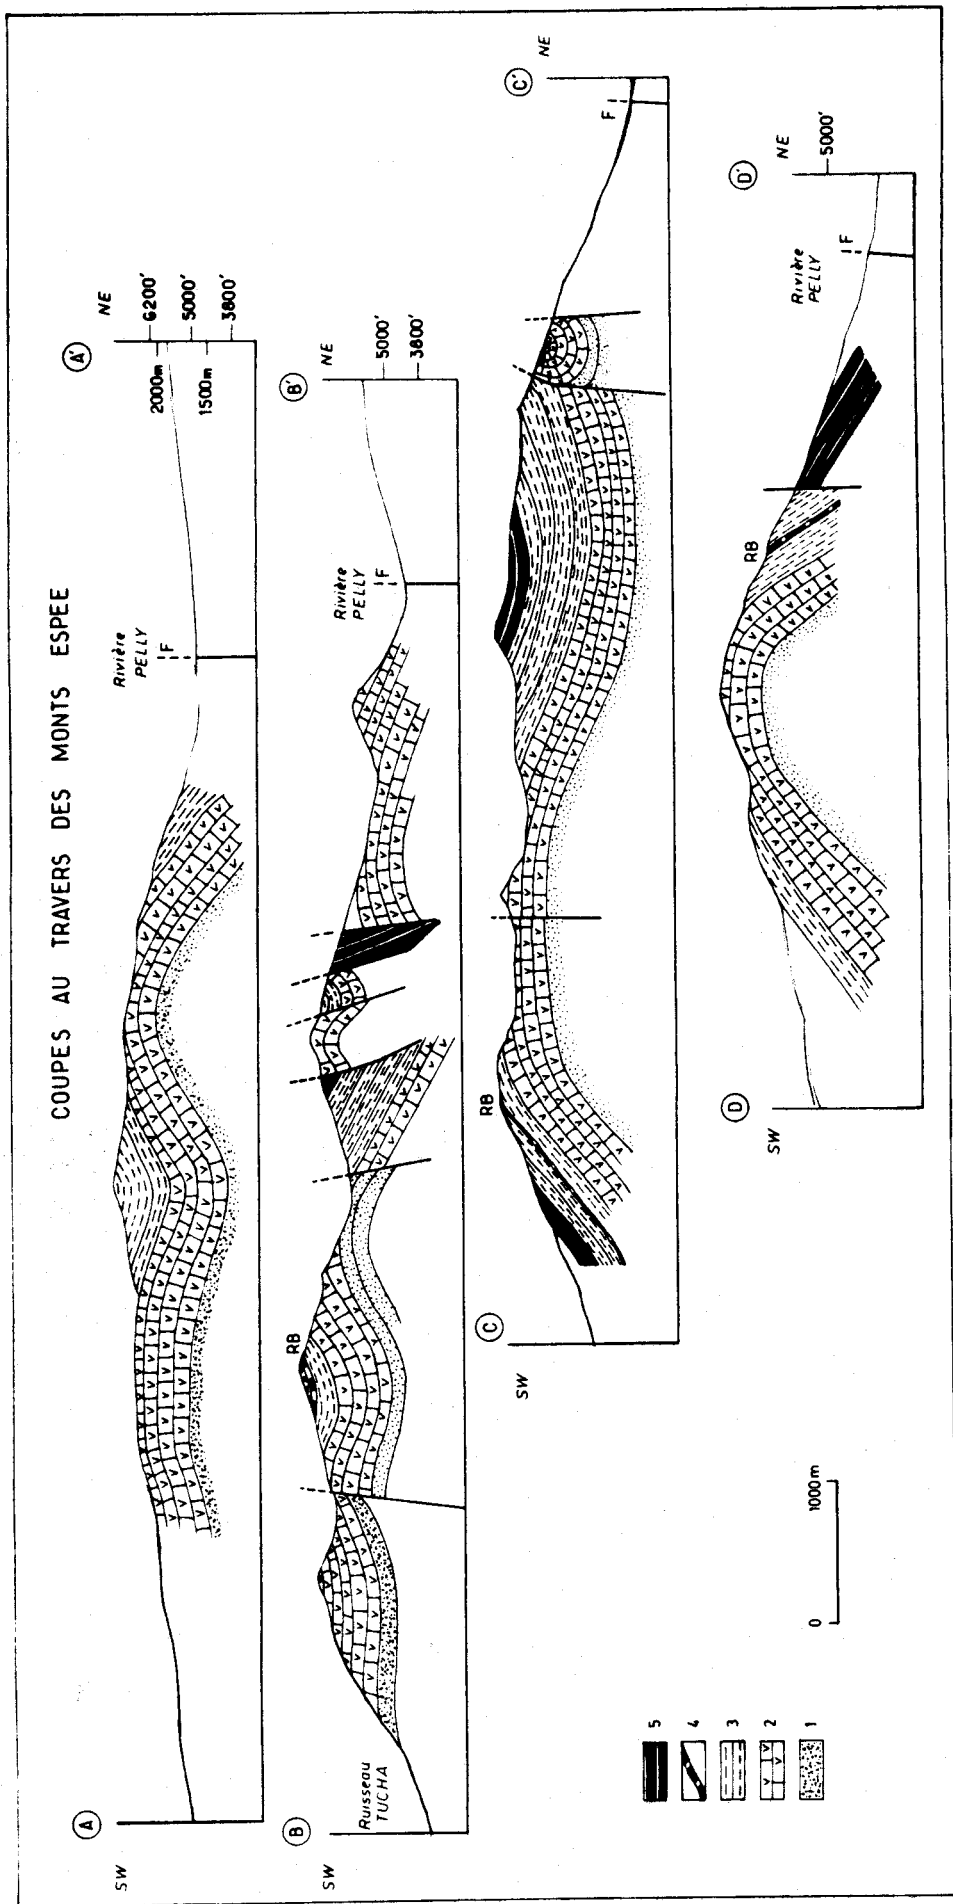 COUPES AU TRAVERS DES MONTS ESPEE
A
SW
A'
NE
Rivière
PELLY
F
2000m
1500m
6200'
5000'
3800'
B
SW
Ruisseau
TUCHA
RB
B'
NE
Rivière
PELLY
F
5000'
3800'
C
SW
RB
C'
NE
F
D
SW
RB
D'
NE
Rivière
PELLY
F
5000'
5
4
3
2
1
0 1000m